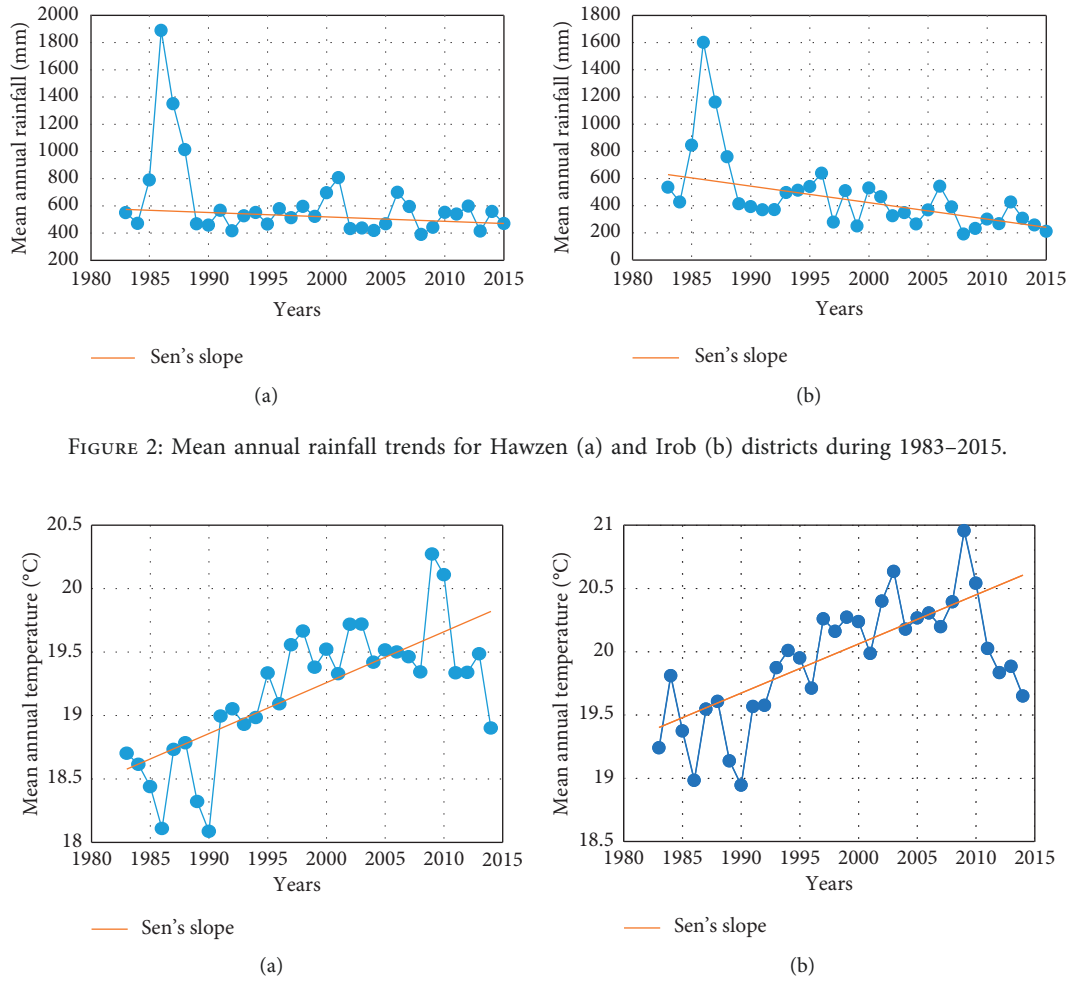 2000
1800
1600
1400
1200
1000
800
600
400
200
1980 1985 1990 1995 2000 2005 2010 2015
Mean annual rainfall (mm)
Years
Sen's slope
(a)
1800
1600
1400
1200
1000
800
600
400
200
0
1980 1985 1990 1995 2000 2005 2010 2015
Mean annual rainfall (mm)
Years
Sen's slope
(b)
FIGURE 2: Mean annual rainfall trends for Hawzen (a) and Irob (b) districts during 1983–2015.
20.5
20
19.5
19
18.5
18
1980 1985 1990 1995 2000 2005 2010 2015
Mean annual temperature (°C)
Years
Sen's slope
(a)
21
20.5
20
19.5
19
18.5
1980 1985 1990 1995 2000 2005 2010 2015
Mean annual temperature (°C)
Years
Sen's slope
(b)